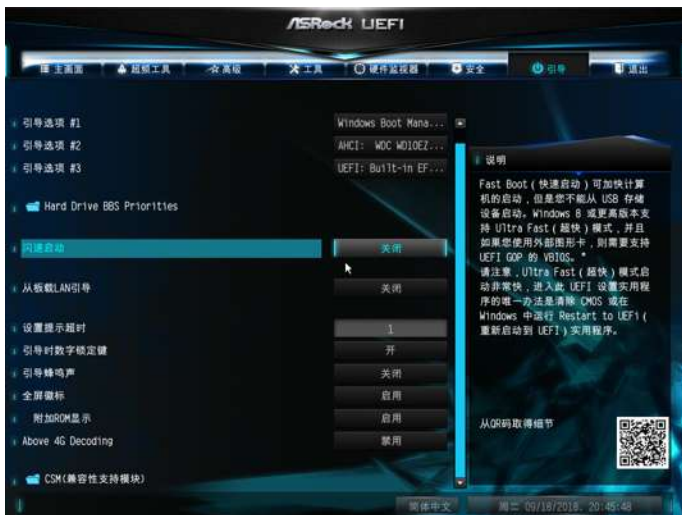 ASRock UEFI
主画面 超频工具 高级 工具 硬件监视器 安全 引导 退出
引导选项 #1 Windows Boot Mana...
引导选项 #2 AHCI: WDC WD10EZ...
引导选项 #3 UEFI: Built-in EF...
Hard Drive BBS Priorities
闪速启动 关闭
从板载LAN引导 关闭
设置提示超时 1
引导时数字锁定键 开
引导蜂鸣声 关闭
全屏徽标 启用
附加ROM显示 启用
Above 4G Decoding 禁用
CSM(兼容性支持模块)
说明
Fast Boot ( 快速启动 ) 可加快计算
机的启动 , 但是您不能从 USB 存储
设备启动。Windows 8 或更高版本支
持 Ultra Fast ( 超快 ) 模式 , 并且
如果您使用外部图形卡 , 则需要支持
UEFI GOP 的 VBIOS。*
请注意 , Ultra Fast ( 超快 ) 模式启
动非常快 , 进入此 UEFI 设置实用程
序的唯一办法是清除 CMOS 或在
Windows 中运行 Restart to UEFI (
重新启动到 UEFI ) 实用程序。
从QR码取得细节
简体中文 周二 09/18/2018. 20:45:48